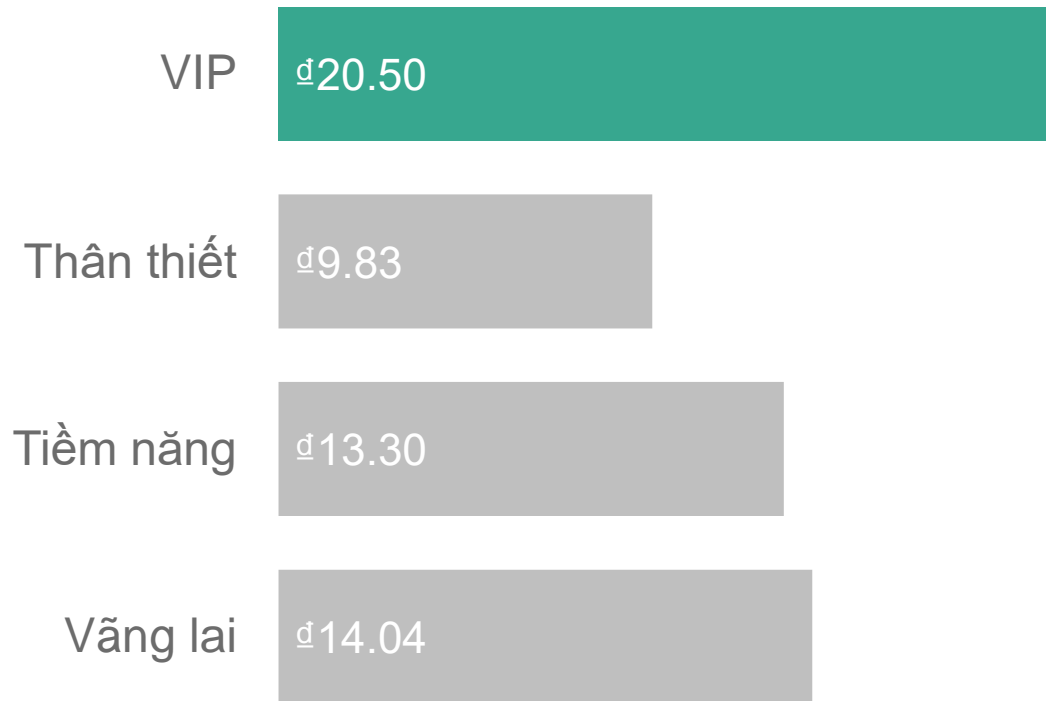 VIP ₫20.50
Thân thiết ₫9.83
Tiềm năng ₫13.30
Vãng lai ₫14.04